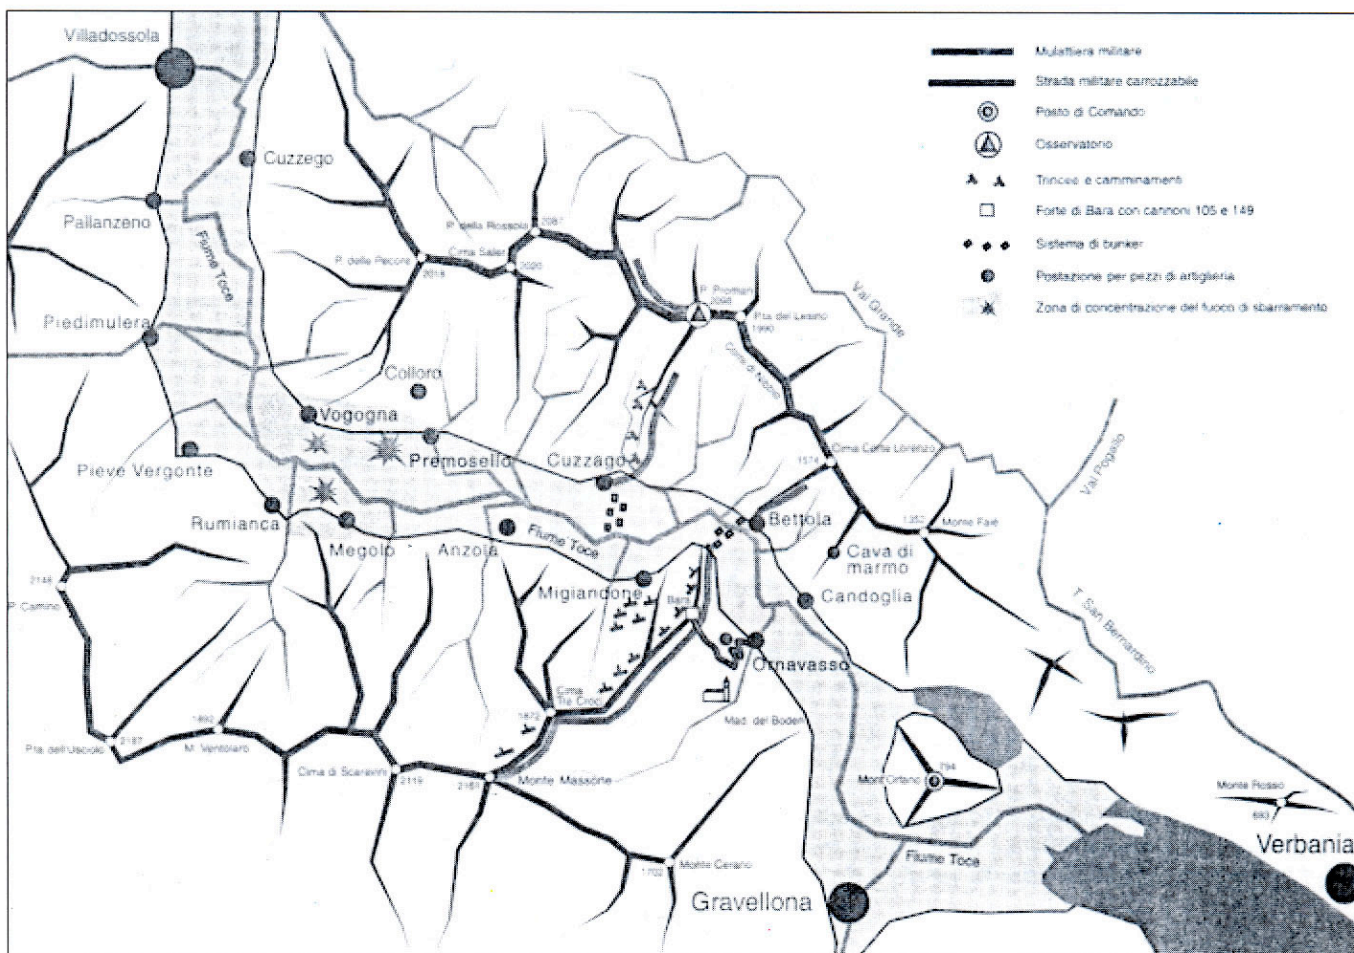 Villadossola
Mulattiera militare
Strada militare carrozzabile
Posto di Comando
Osservatorio
Trincee e camminamenti
Forte di Bara con cannoni 105 e 149
Sistema di bunker
Postazione per pezzi di artiglieria
Zona di concentrazione del fuoco di sbarramento
Cuzzego
Pallanzeno
Fiume Toce
P. della Rossola
2087
Cima Saler
2020
P. delle Pecore
2018
P. Proman
2098
Pta del Lesino
1990
Val Grande
Corni di Nibbio
Piedimulera
Colloro
Vogogna
Premosello
Cuzzago
Cima Corte Lorenzo
1574
Val Pogallo
Pieve Vergonte
Rumianca
Megolo
Anzola
Fiume Toce
Bettola
1352
Monte Faiè
Cava di
marmo
Migiandone
Candoglia
2148
P. Camino
Bara
T. San Bernardino
Ornavasso
Cima
Tre Croci
1872
Mad. del Boden
1892
M. Ventolaro
Pta. dell'Usciolo
2187
Cima di Scaravini
2119
2161
Monte Massone
794
Mont'Orfano
Monte Rosso
693
Monte Cerano
1702
Fiume Toce
Verbania
Gravellona